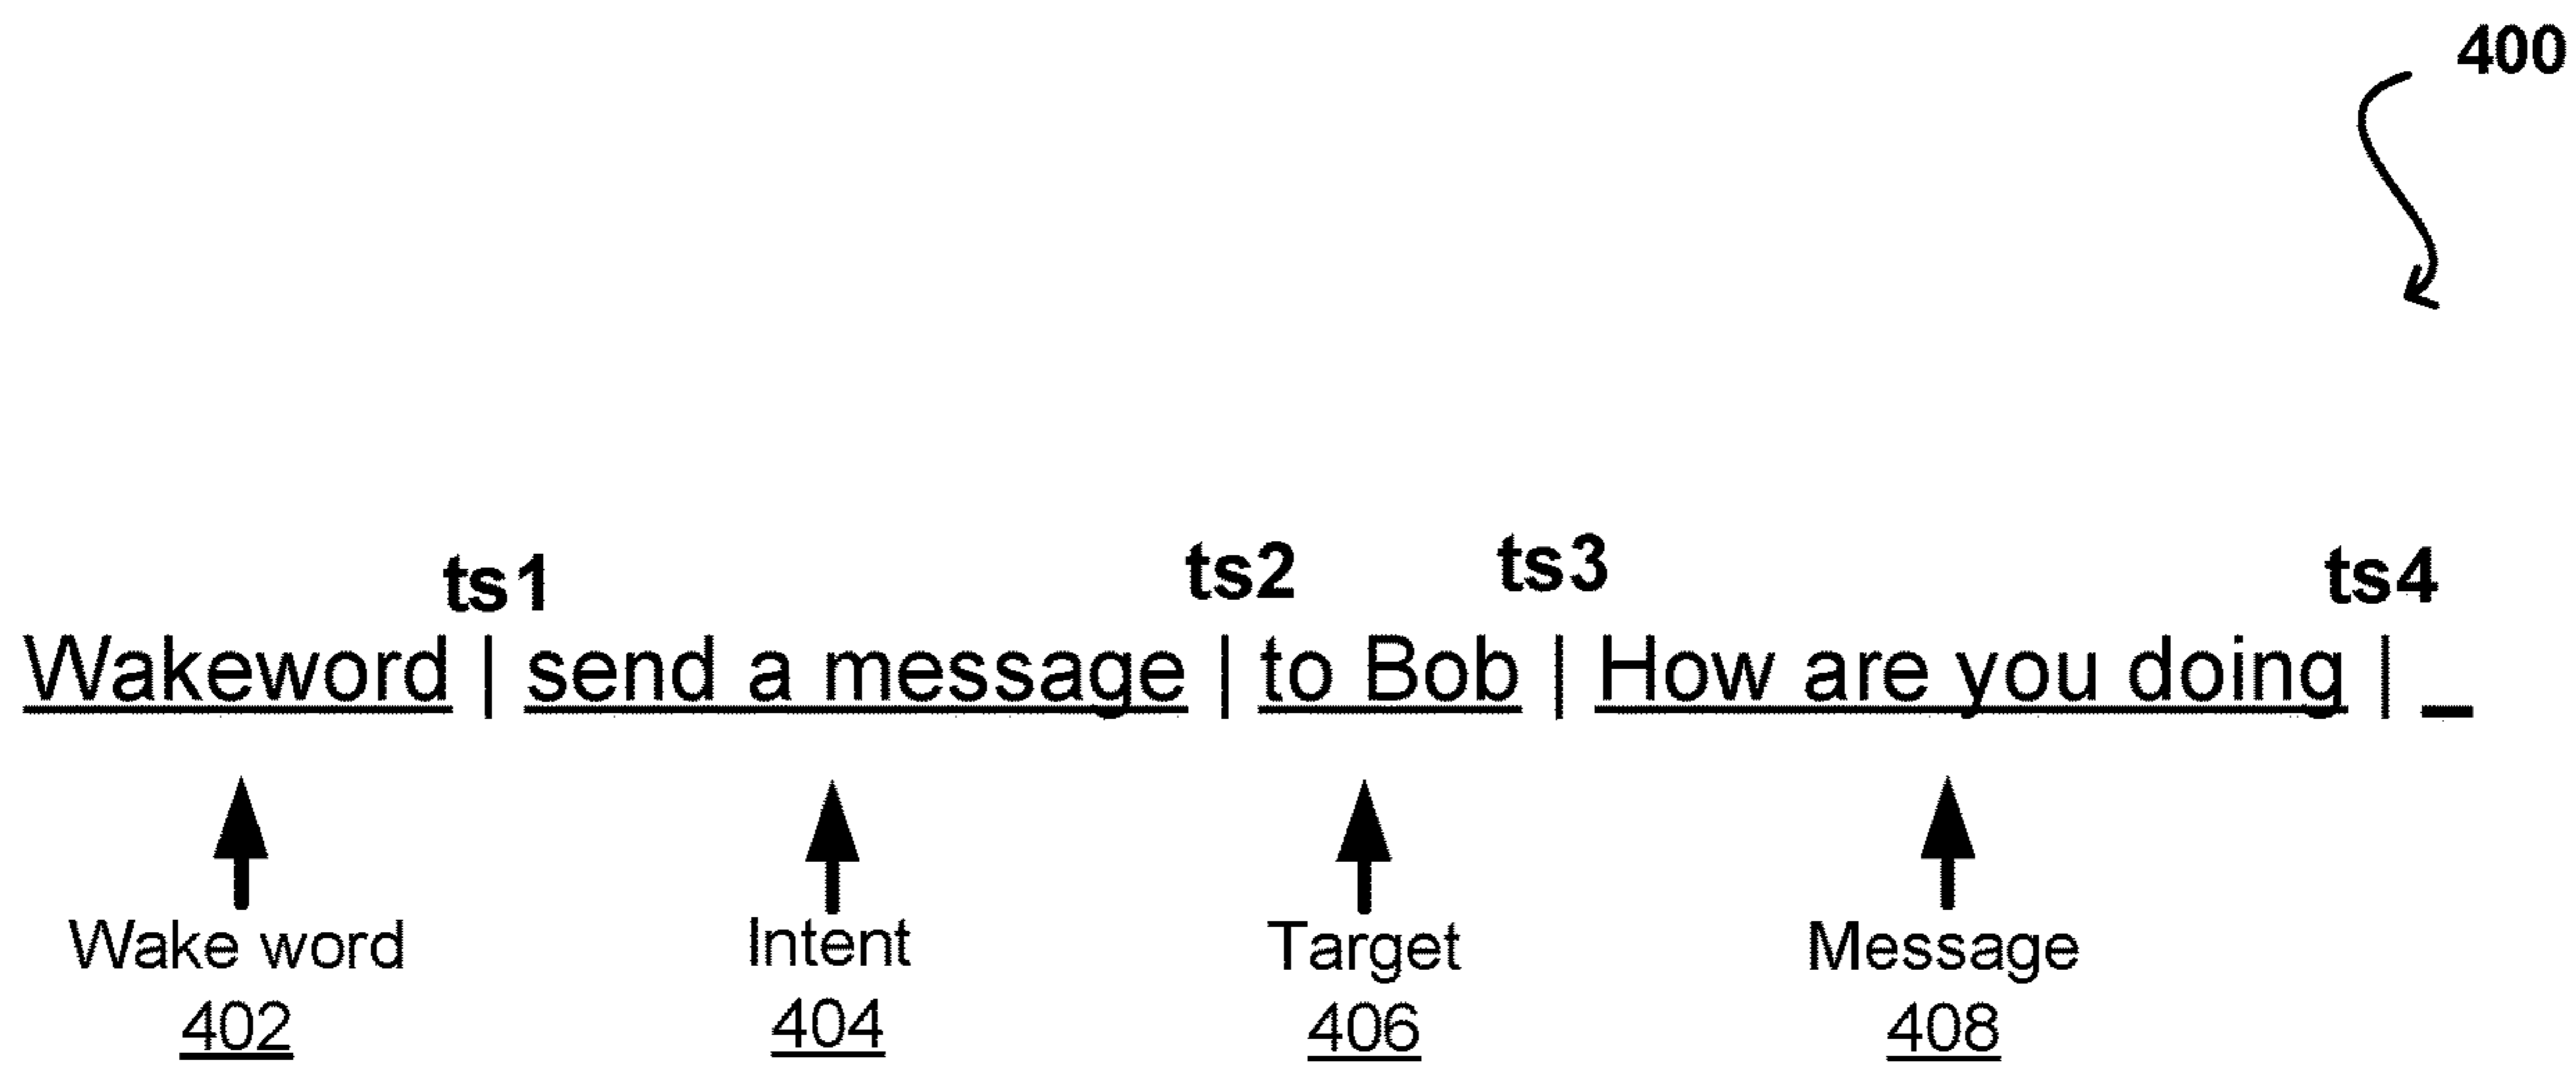 400
ts1 ts2 ts3 ts4
Wakeword | send a message | to Bob | How are you doing | _
Wake word Intent Target Message
402 404 406 408